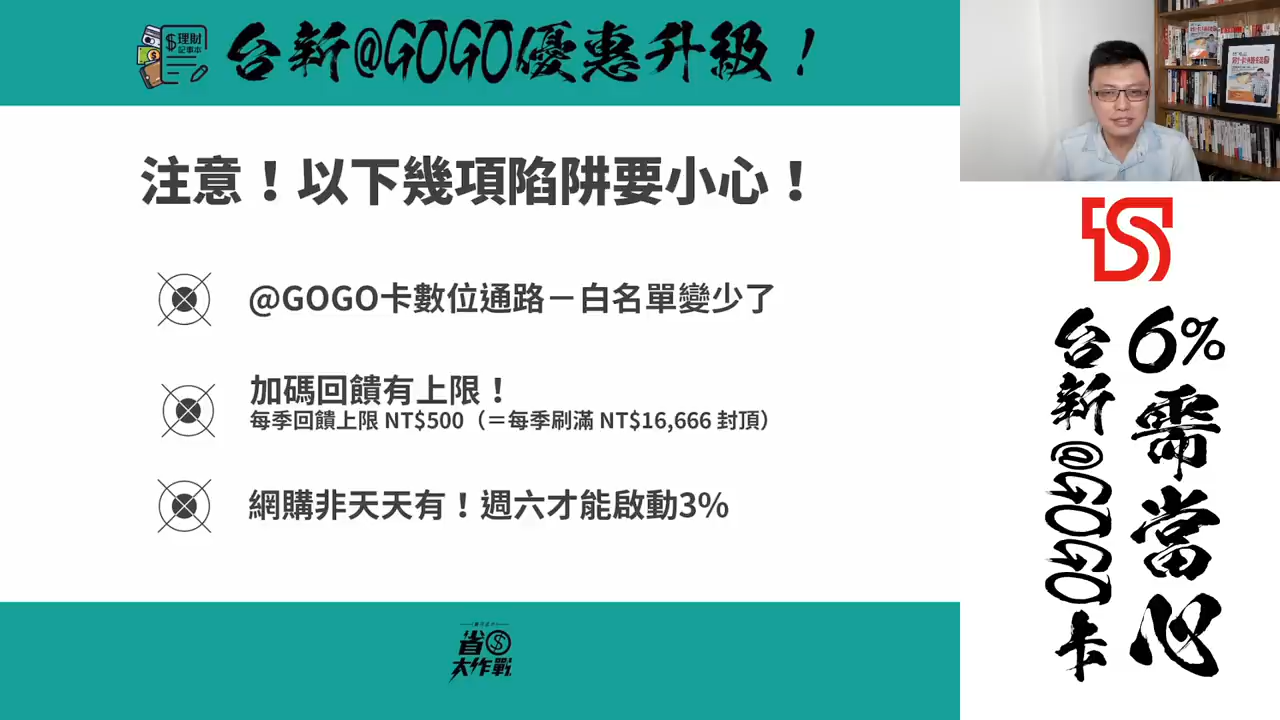 理財
記事本
台新@GOGO優惠升級！
注意！以下幾項陷阱要小心！
@GOGO卡數位通路－白名單變少了
加碼回饋有上限！
每季回饋上限 NT$500（＝每季刷滿 NT$16,666 封頂）
網購非天天有！週六才能啟動3%
省
大作戰
6%需當心
台新@GOGO卡